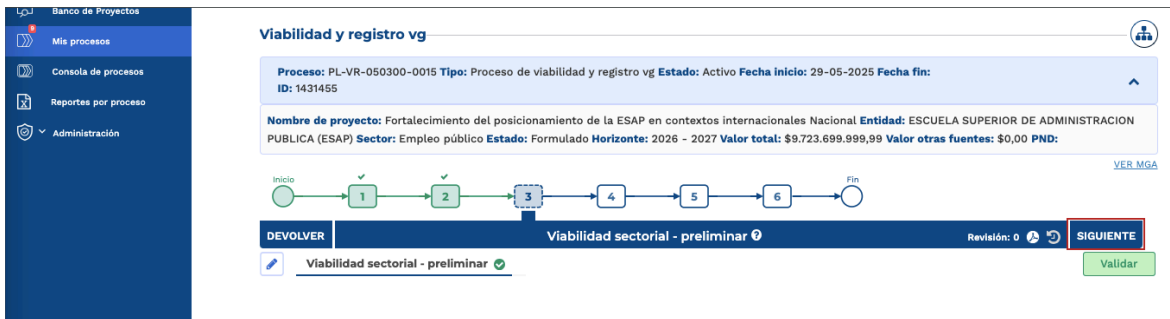 Banco de Proyectos
9
Mis procesos
Consola de procesos
Reportes por proceso
Administración
Viabilidad y registro vg
Proceso: PL-VR-050300-0015 Tipo: Proceso de viabilidad y registro vg Estado: Activo Fecha inicio: 29-05-2025 Fecha fin:
ID: 1431455
Nombre de proyecto: Fortalecimiento del posicionamiento de la ESAP en contextos internacionales Nacional Entidad: ESCUELA SUPERIOR DE ADMINISTRACION
PUBLICA (ESAP) Sector: Empleo público Estado: Formulado Horizonte: 2026 - 2027 Valor total: $9.723.699.999,99 Valor otras fuentes: $0,00 PND:
VER MGA
Inicio 1 2 3 4 5 6 Fin
DEVOLVER Viabilidad sectorial - preliminar Revisión: 0 SIGUIENTE
Viabilidad sectorial - preliminar Validar